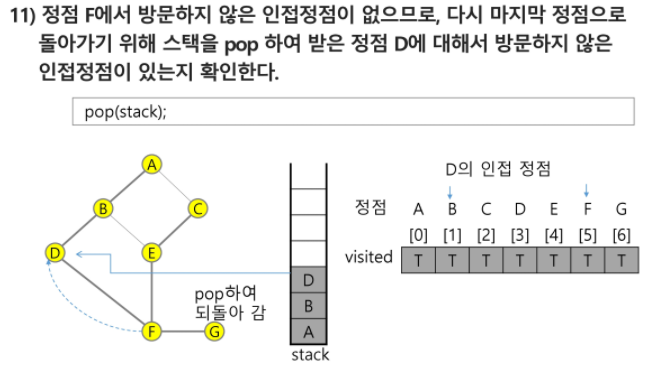 11) 정점 F에서 방문하지 않은 인접정점이 없으므로, 다시 마지막 정점으로
돌아가기 위해 스택을 pop 하여 받은 정점 D에 대해서 방문하지 않은
인접정점이 있는지 확인한다.
pop(stack);
A
B
C
D
E
F
G
pop하여
되돌아 감
D
B
A
stack
D의 인접 정점
정점 A B C D E F G
[0] [1] [2] [3] [4] [5] [6]
visited T T T T T T T